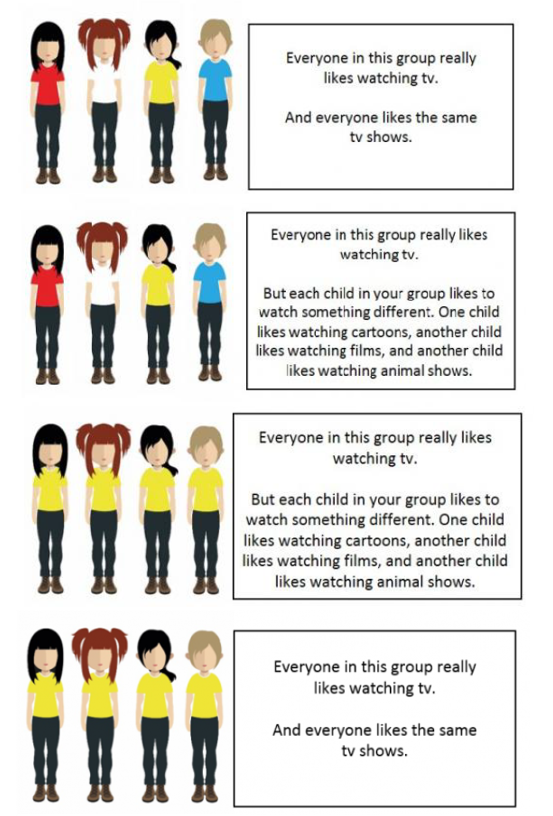 Everyone in this group really
likes watching tv.
And everyone likes the same
tv shows.
Everyone in this group really likes
watching tv.
But each child in your group likes to
watch something different. One child
likes watching cartoons, another child
likes watching films, and another child
likes watching animal shows.
Everyone in this group really likes
watching tv.
But each child in your group likes to
watch something different. One child
likes watching cartoons, another child
likes watching films, and another child
likes watching animal shows.
Everyone in this group really
likes watching tv.
And everyone likes the same
tv shows.